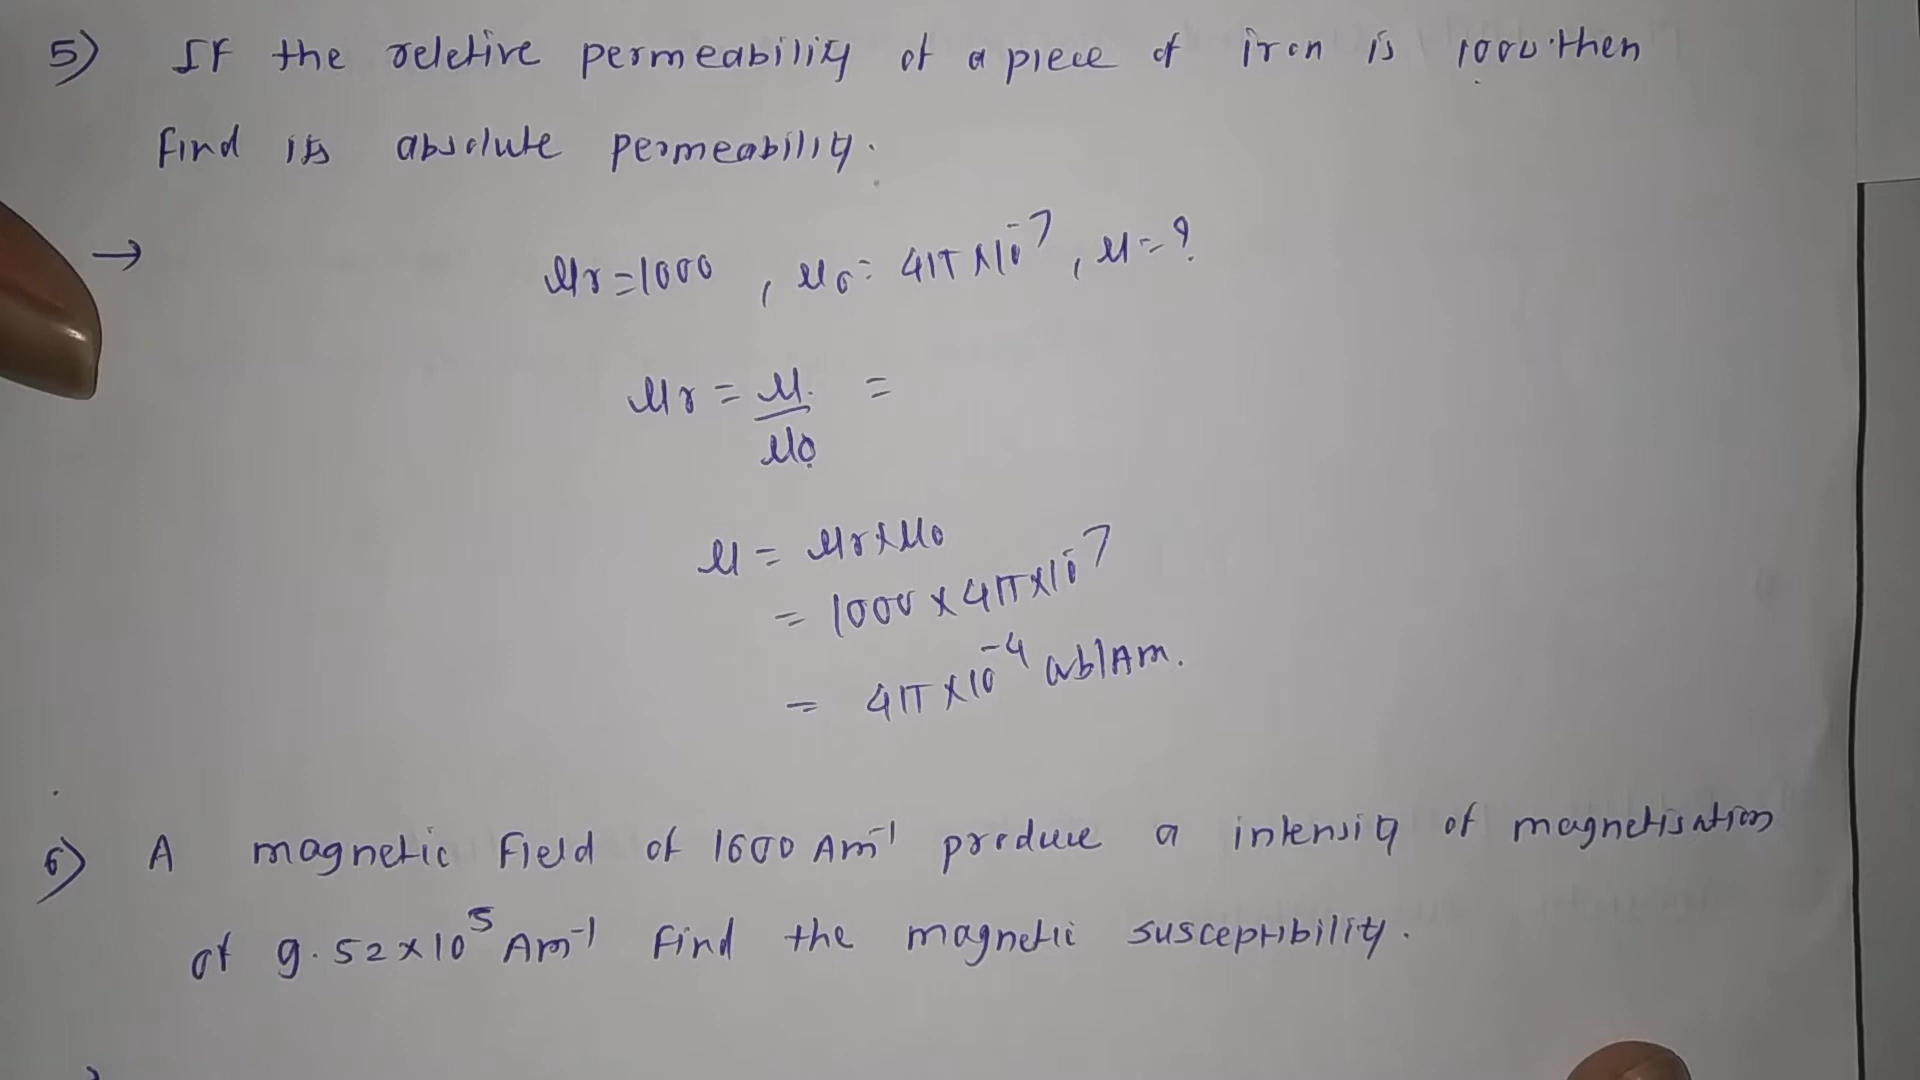 5) If the reletive permeability of a piece of iron is 1000 then
find its absolute permeability.
→ μr = 1000 , μ0 = 4π×10⁻⁷ , μ = ?
μr = μ/μ0 =
μ = μr×μ0
= 1000 × 4π×10⁻⁷
= 4π×10⁻⁴ wb/Am.
6) A magnetic field of 1600 Am⁻¹ produce a intensity of magnetisation
of 9.52×10⁵ Am⁻¹ find the magnetic susceptibility.